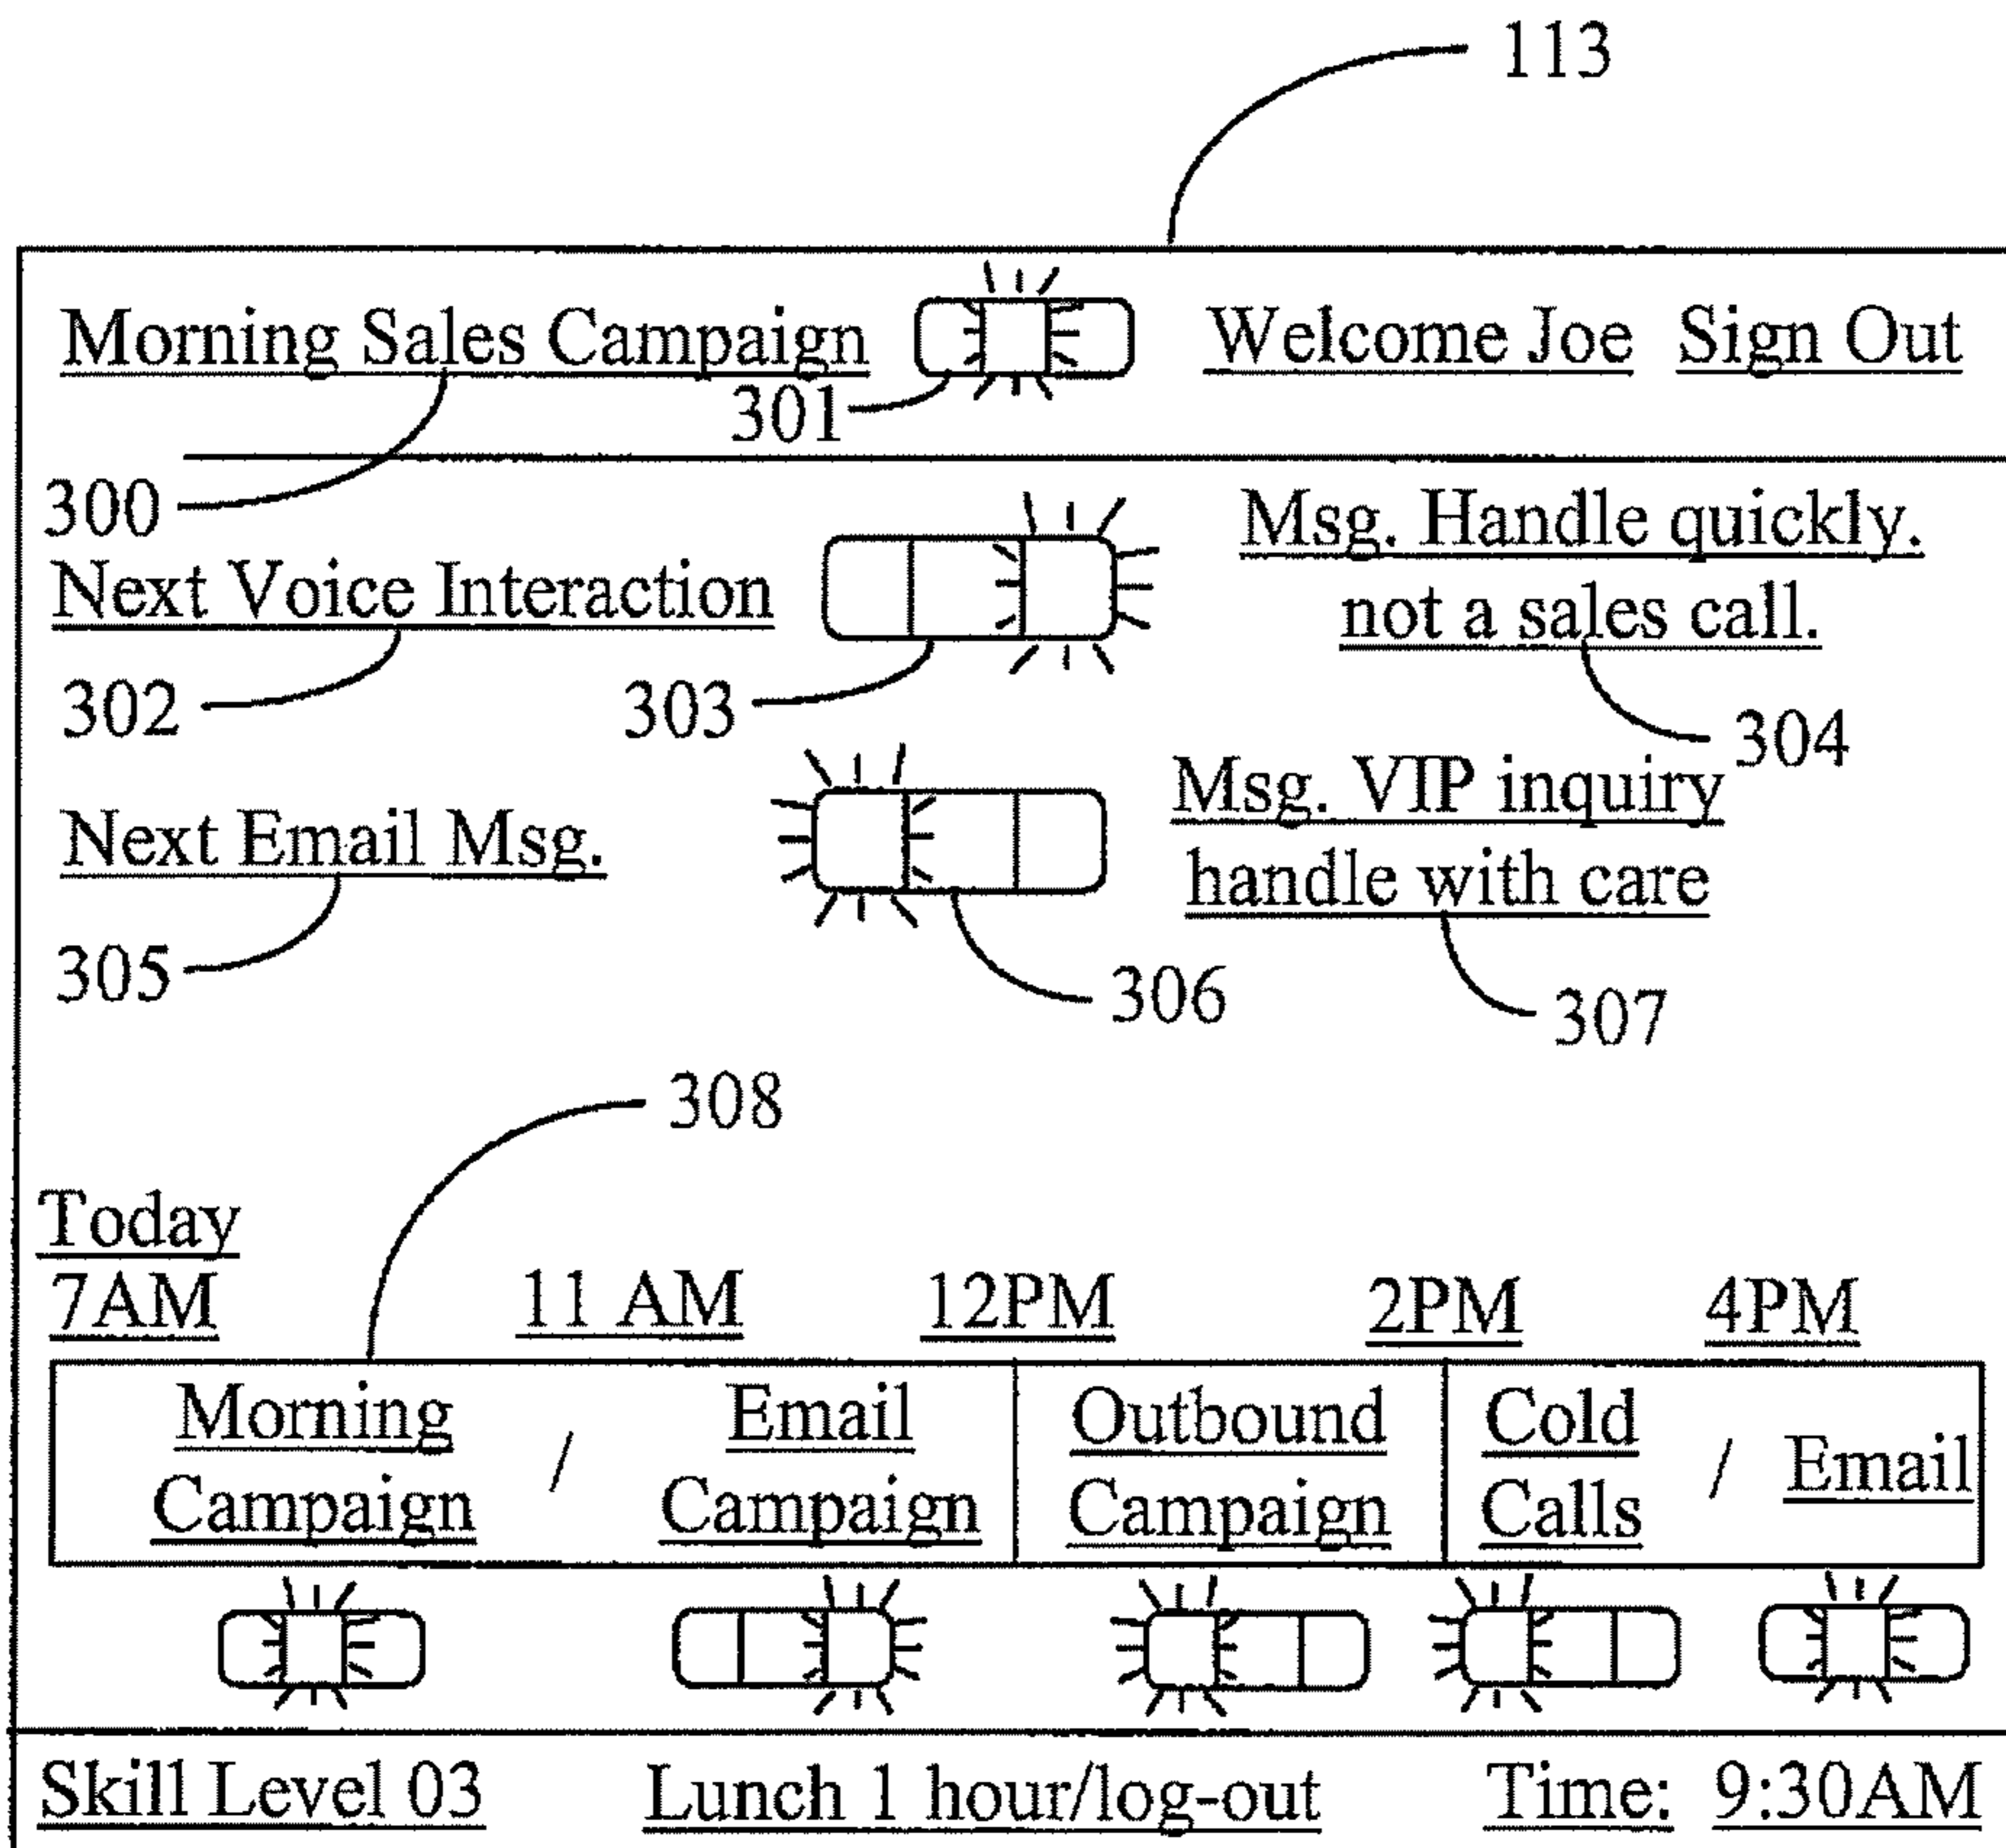 113
Morning Sales Campaign Welcome Joe Sign Out
301
300
Msg. Handle quickly.
Next Voice Interaction not a sales call.
302 303 304
Msg. VIP inquiry
Next Email Msg.
handle with care
305 306 307
308
Today
7AM 11 AM 12PM 2PM 4PM
Morning Email Outbound Cold
/ / Email
Campaign Campaign Campaign Calls
Skill Level 03 Lunch 1 hour/log-out Time: 9:30AM